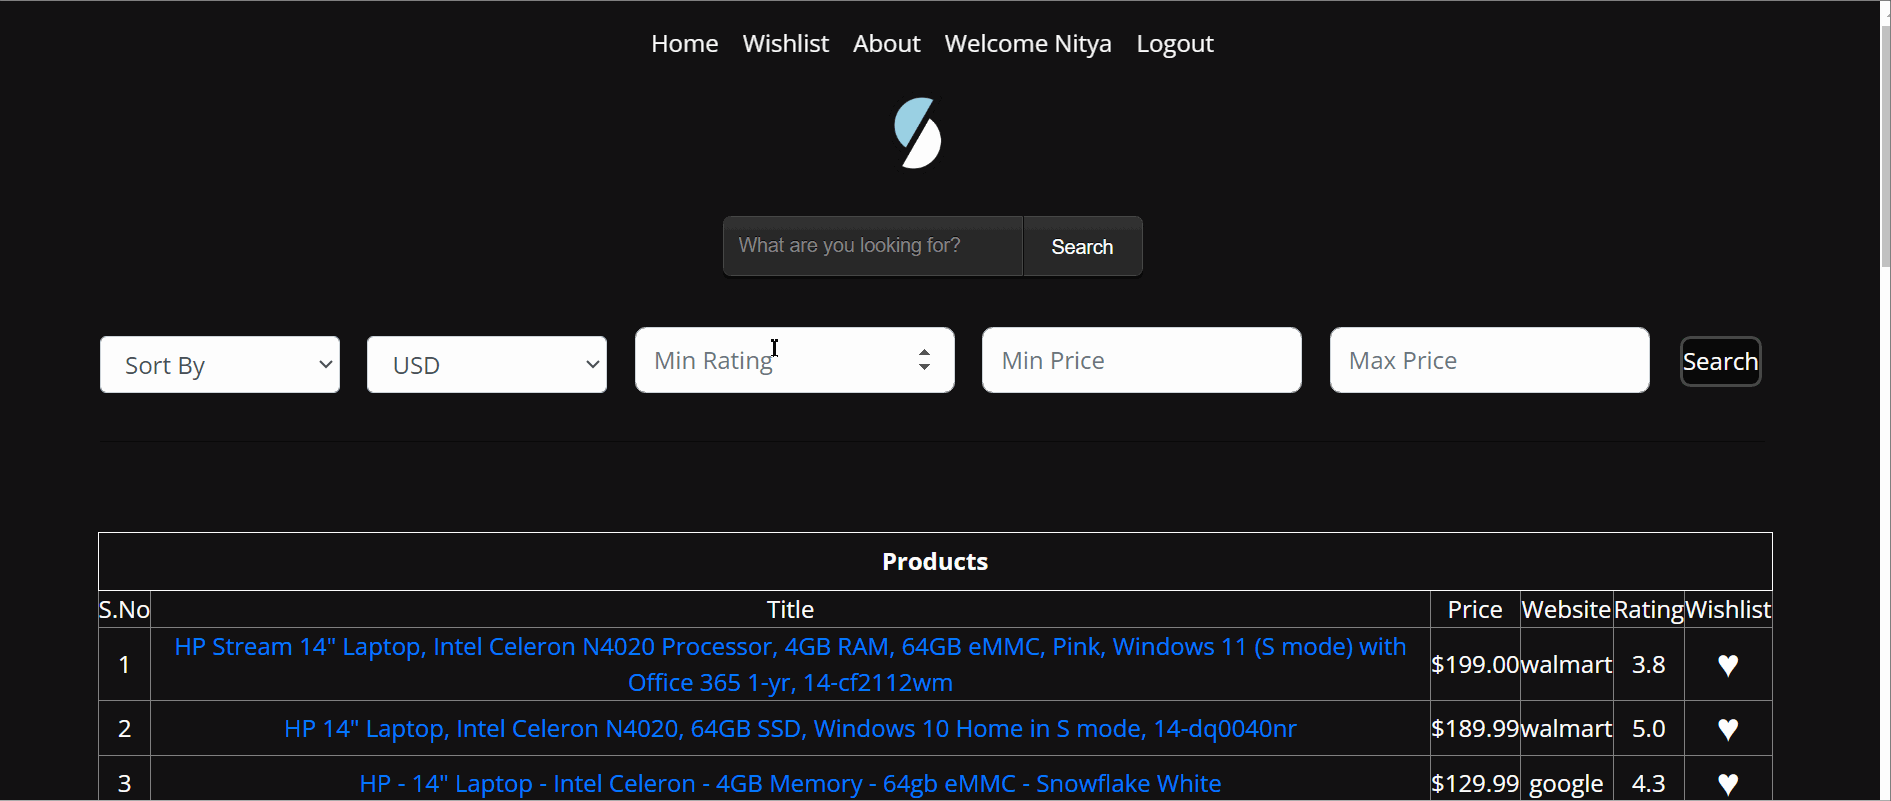 Home Wishlist About Welcome Nitya Logout
What are you looking for? Search
Sort By USD Min Rating Min Price Max Price Search
Products
S.No Title Price Website Rating Wishlist
1 HP Stream 14" Laptop, Intel Celeron N4020 Processor, 4GB RAM, 64GB eMMC, Pink, Windows 11 (S mode) with
Office 365 1-yr, 14-cf2112wm $199.00 walmart 3.8 ♥
2 HP 14" Laptop, Intel Celeron N4020, 64GB SSD, Windows 10 Home in S mode, 14-dq0040nr $189.99 walmart 5.0 ♥
3 HP - 14" Laptop - Intel Celeron - 4GB Memory - 64gb eMMC - Snowflake White $129.99 google 4.3 ♥